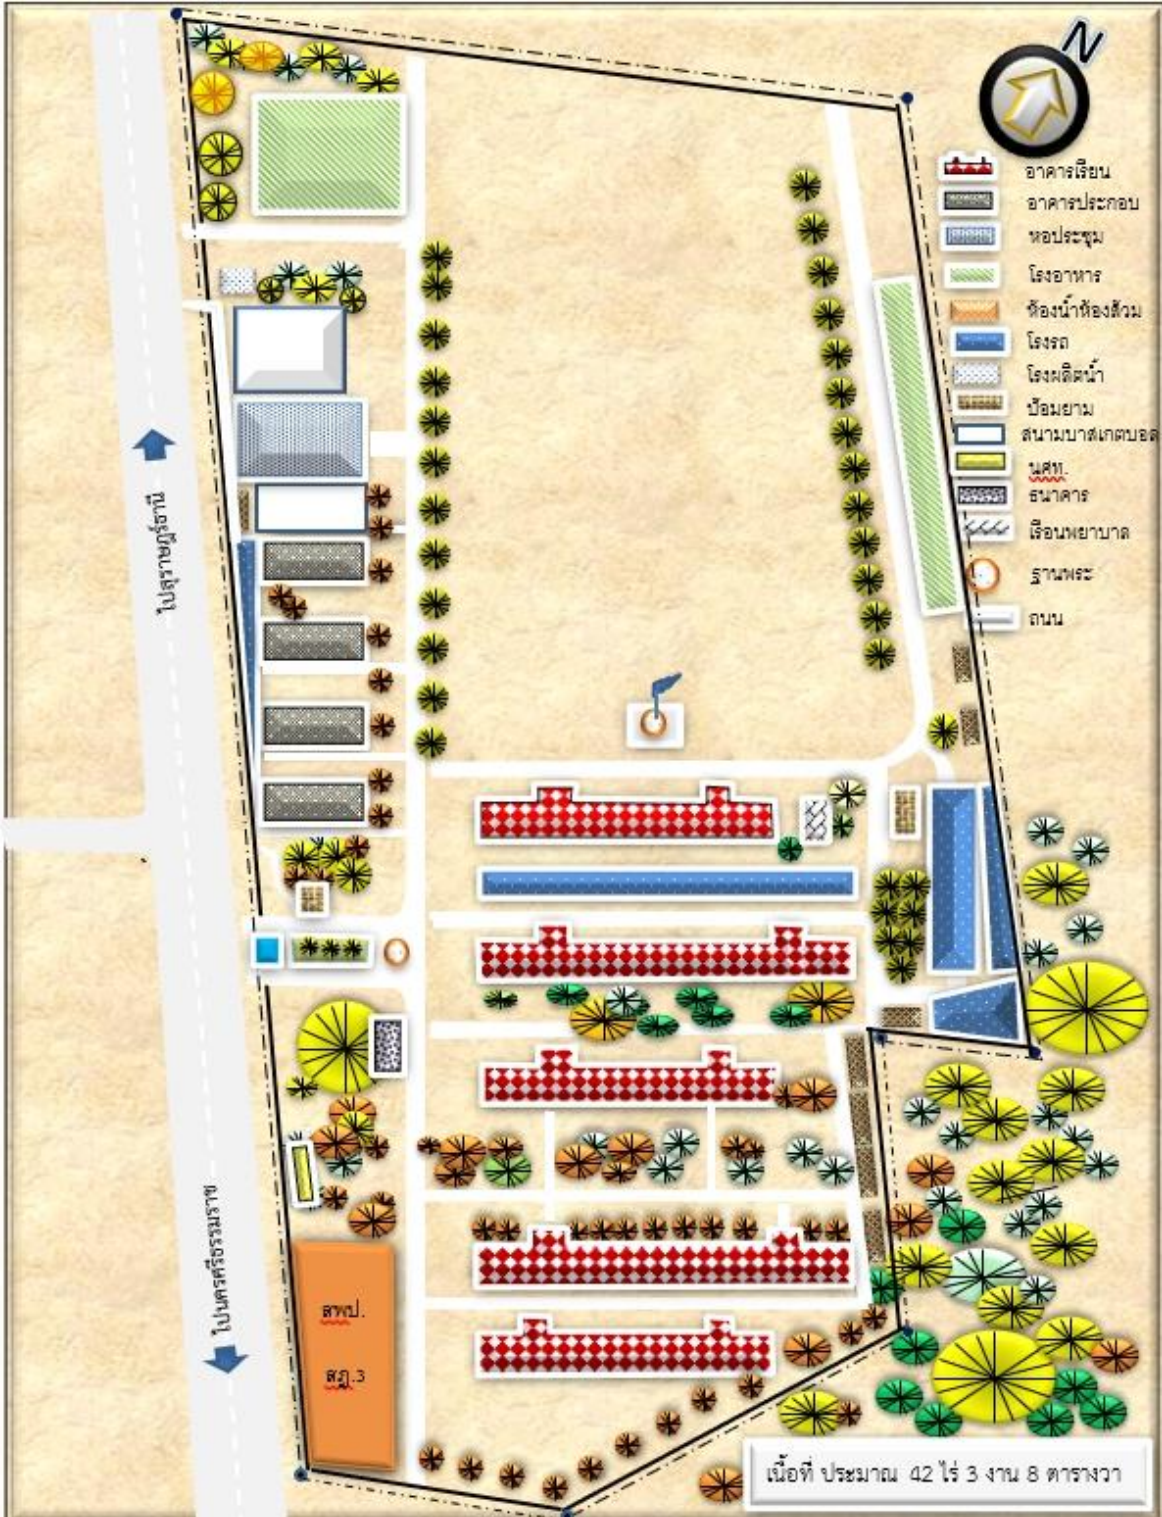 N
อาคารเรียน
อาคารประกอบ
หอประชุม
โรงอาหาร
ห้องน้ำห้องส้วม
โรงรถ
โรงผลิตน้ำ
ป้อมยาม
สนามบาสเกตบอล
นศท.
ธนาคาร
เรือนพยาบาล
ฐานพระ
ถนน
ไปสุราษฎร์ธานี
ไปนครศรีธรรมราช
สพป.
สฎ.3
เนื้อที่ ประมาณ 42 ไร่ 3 งาน 8 ตารางวา